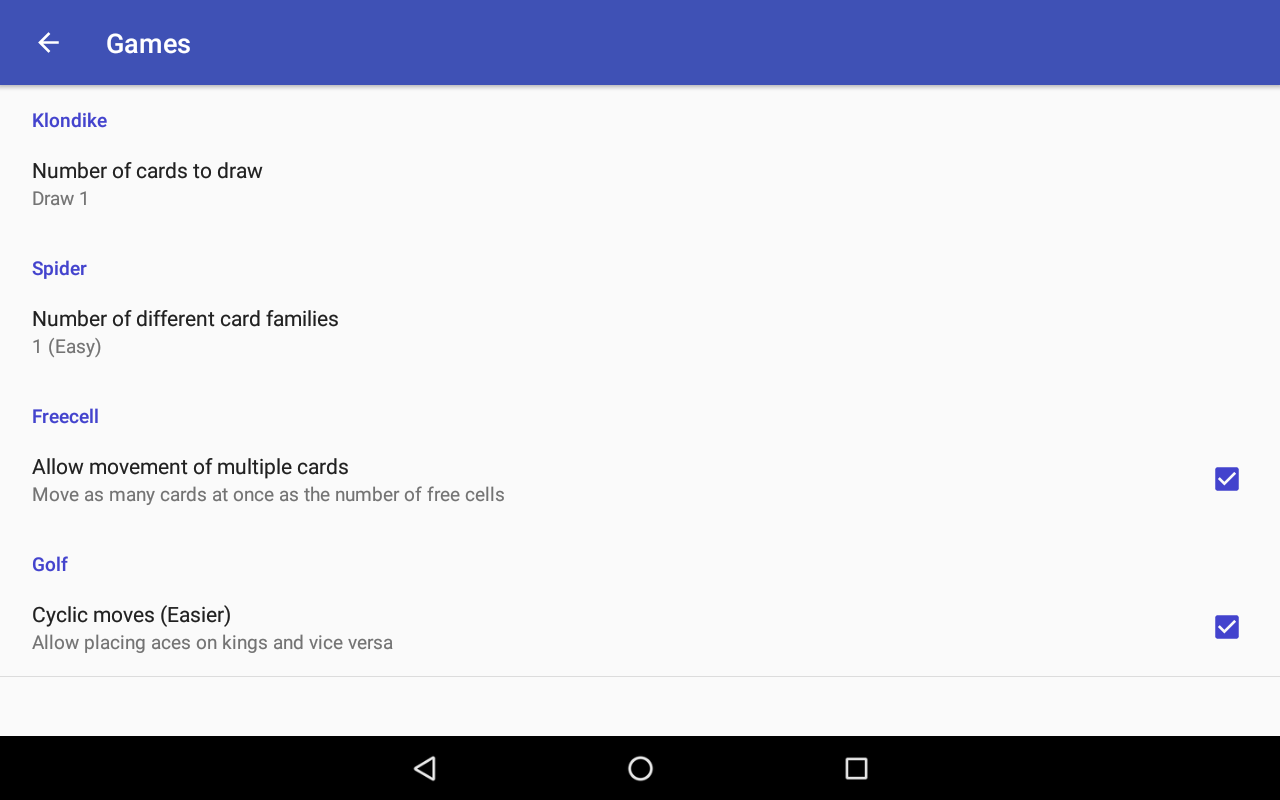 Games
Klondike
Number of cards to draw
Draw 1
Spider
Number of different card families
1 (Easy)
Freecell
Allow movement of multiple cards
Move as many cards at once as the number of free cells
Golf
Cyclic moves (Easier)
Allow placing aces on kings and vice versa